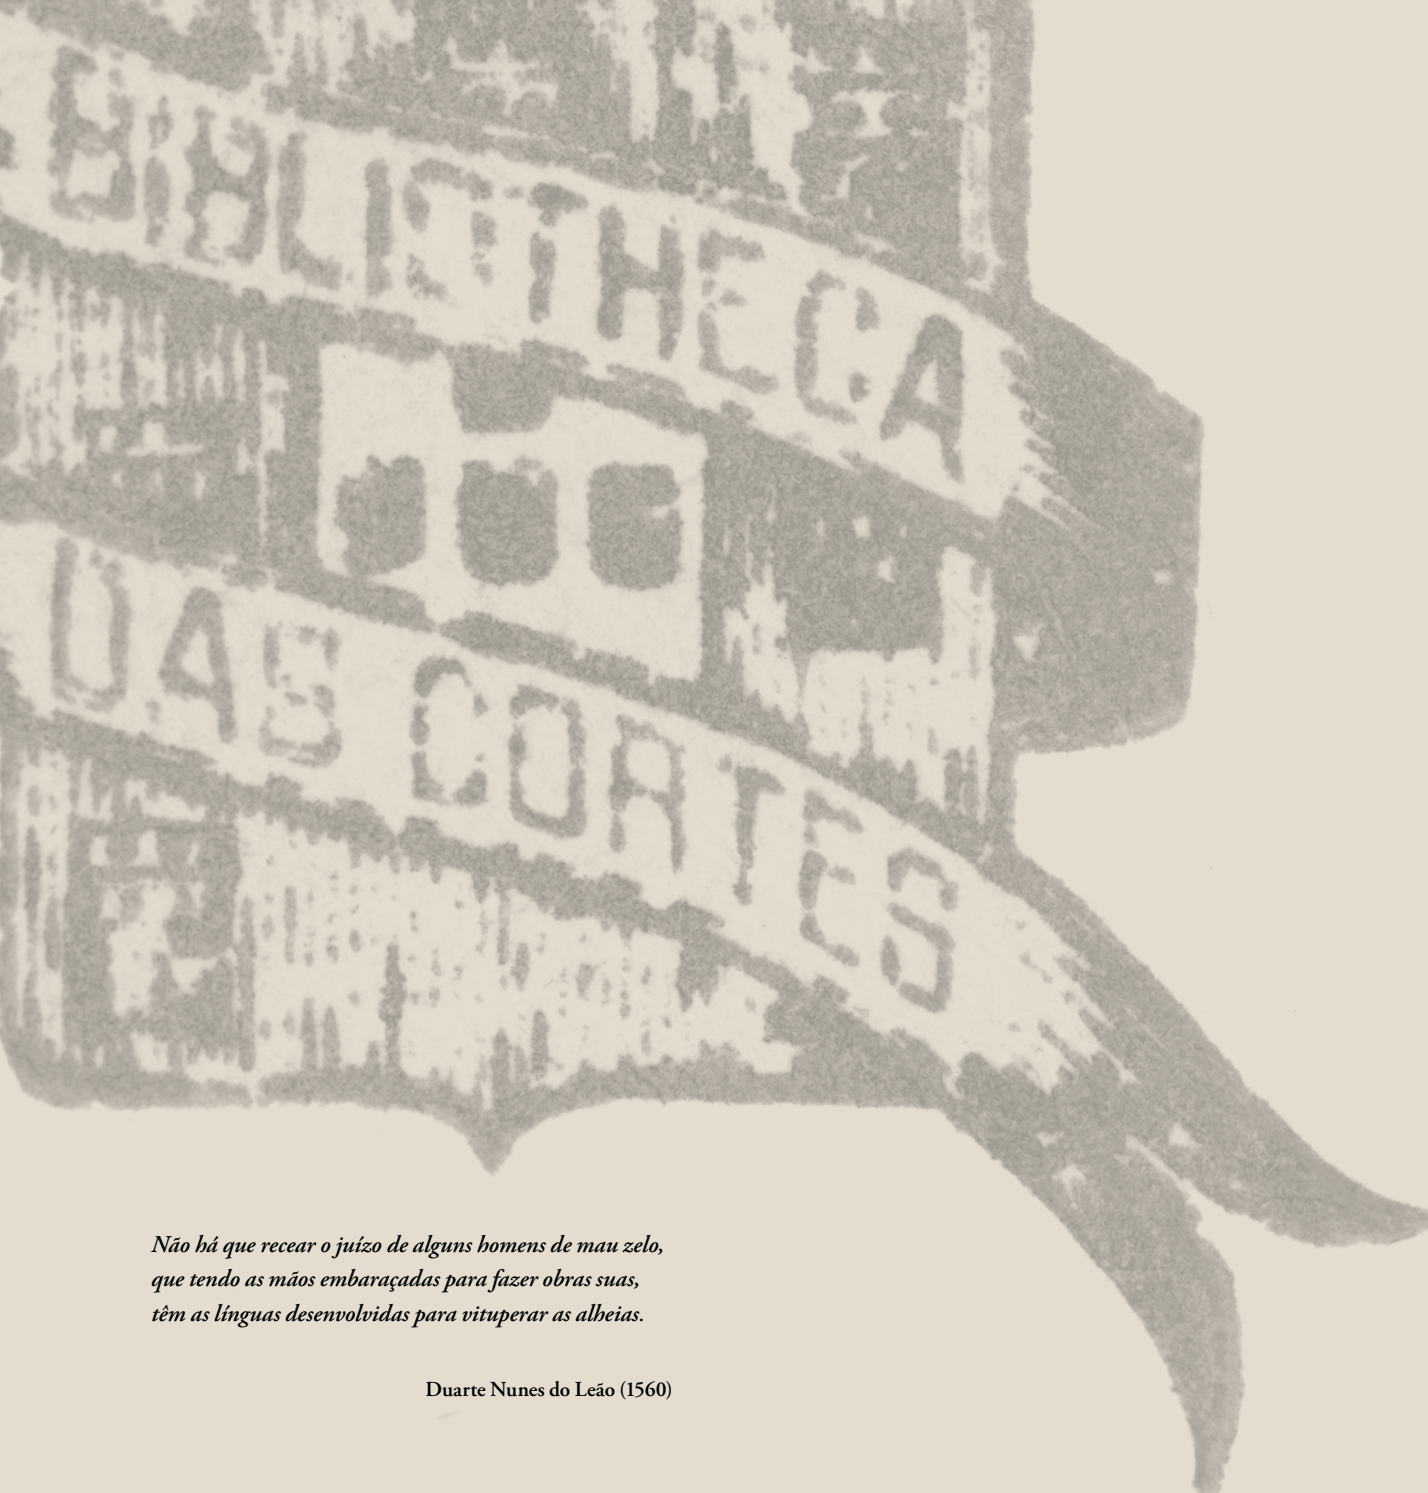 BIBLIOTHECA
DAS CORTES
Não há que recear o juízo de alguns homens de mau zelo,
que tendo as mãos embaraçadas para fazer obras suas,
têm as línguas desenvolvidas para vituperar as alheias.
Duarte Nunes do Leão (1560)